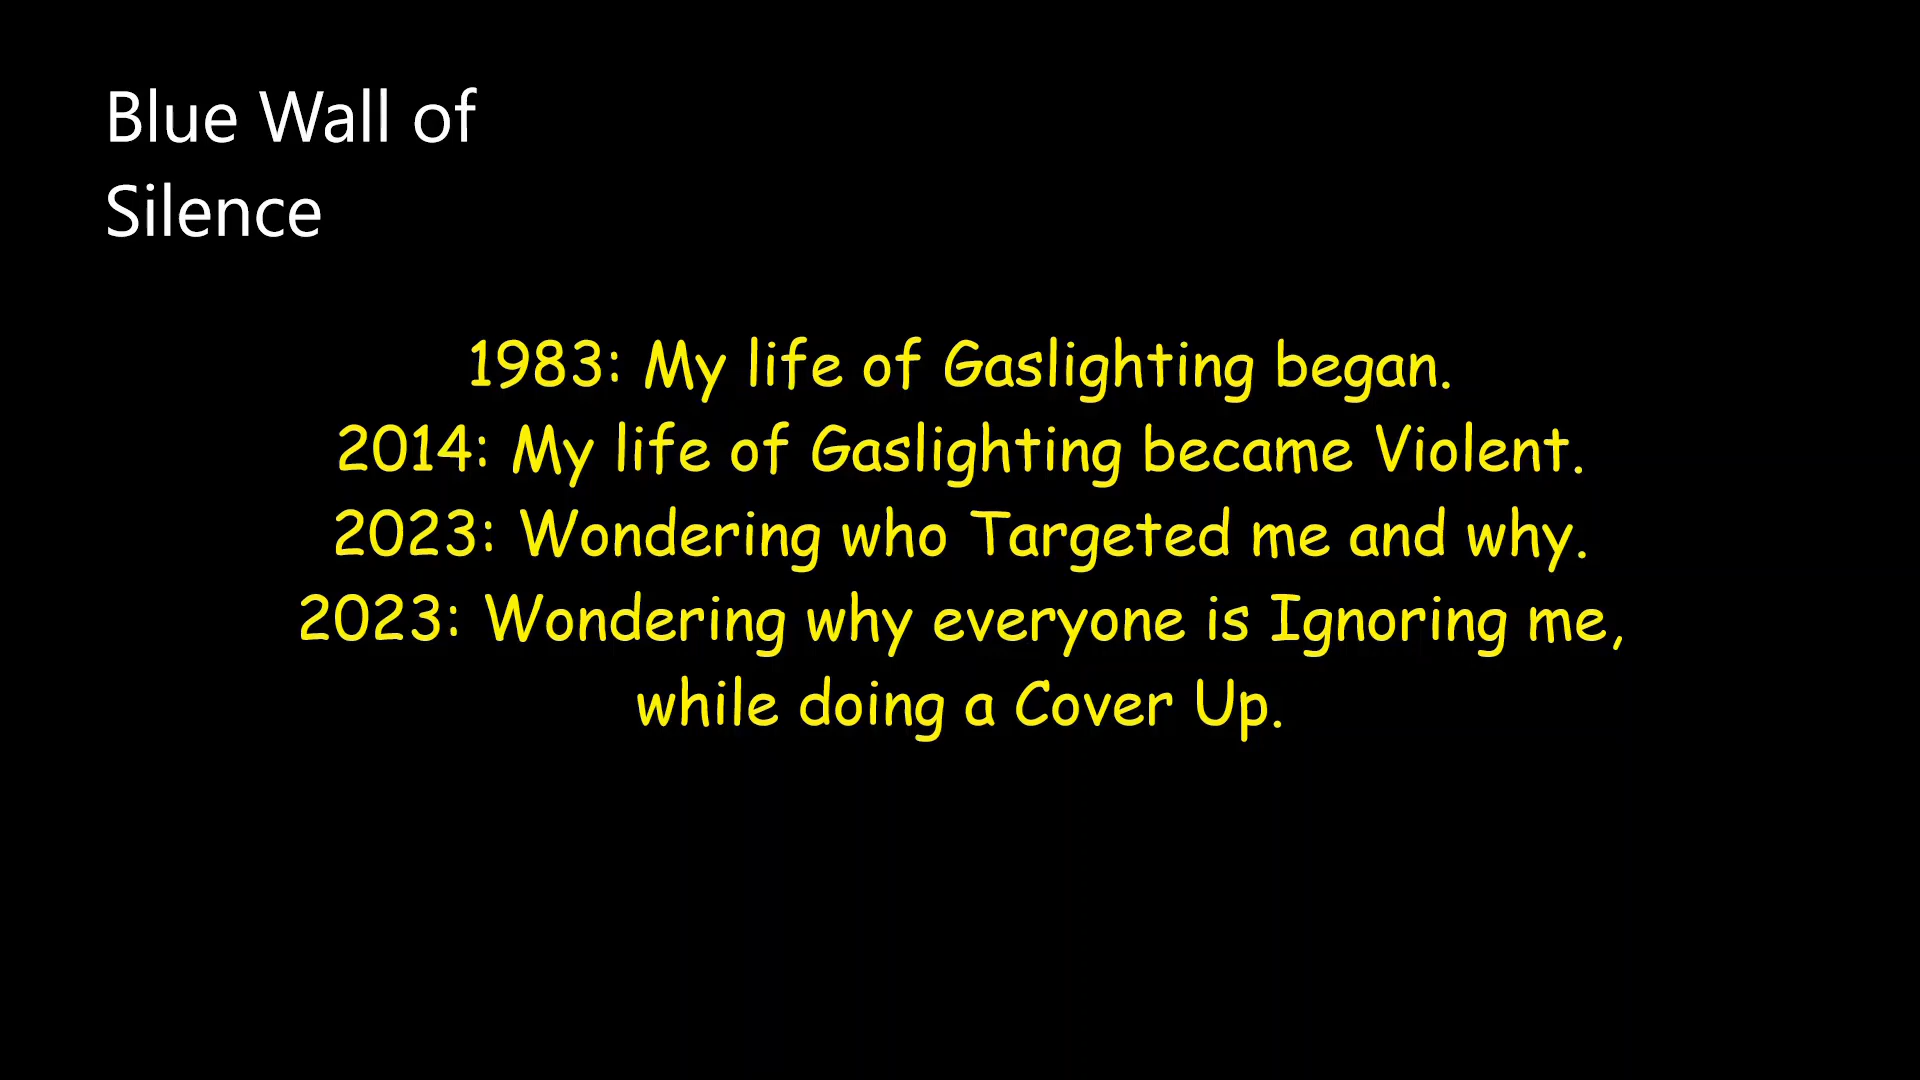 Blue Wall of
Silence
1983: My life of Gaslighting began.
2014: My life of Gaslighting became Violent.
2023: Wondering who Targeted me and why.
2023: Wondering why everyone is Ignoring me,
while doing a Cover Up.